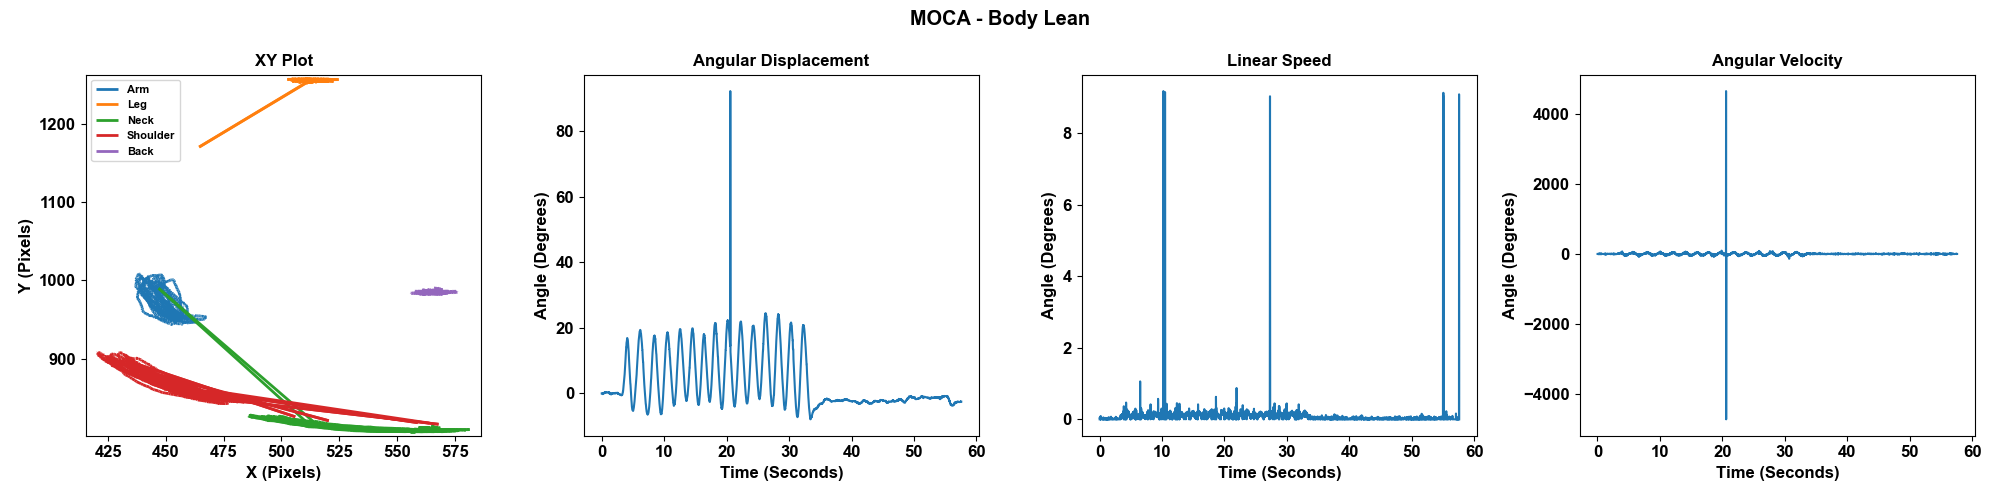 MOCA - Body Lean
XY Plot
Arm
Leg
Neck
Shoulder
Back
1200
1100
1000
900
Y (Pixels)
425 450 475 500 525 550 575
X (Pixels)
Angular Displacement
80
60
40
20
0
Angle (Degrees)
0 10 20 30 40 50 60
Time (Seconds)
Linear Speed
8
6
4
2
0
Angle (Degrees)
0 10 20 30 40 50 60
Time (Seconds)
Angular Velocity
4000
2000
0
−2000
−4000
Angle (Degrees)
0 10 20 30 40 50 60
Time (Seconds)